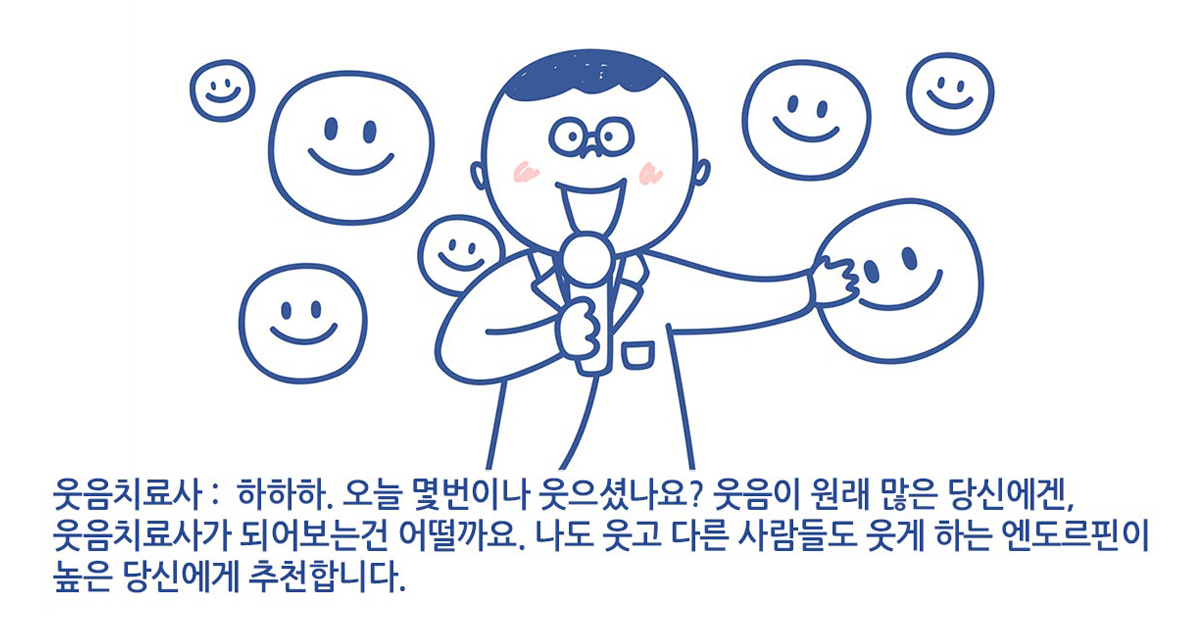 웃음치료사 : 하하하. 오늘 몇번이나 웃으셨나요? 웃음이 원래 많은 당신에겐,
웃음치료사가 되어보는건 어떨까요. 나도 웃고 다른 사람들도 웃게 하는 엔도르핀이
높은 당신에게 추천합니다.